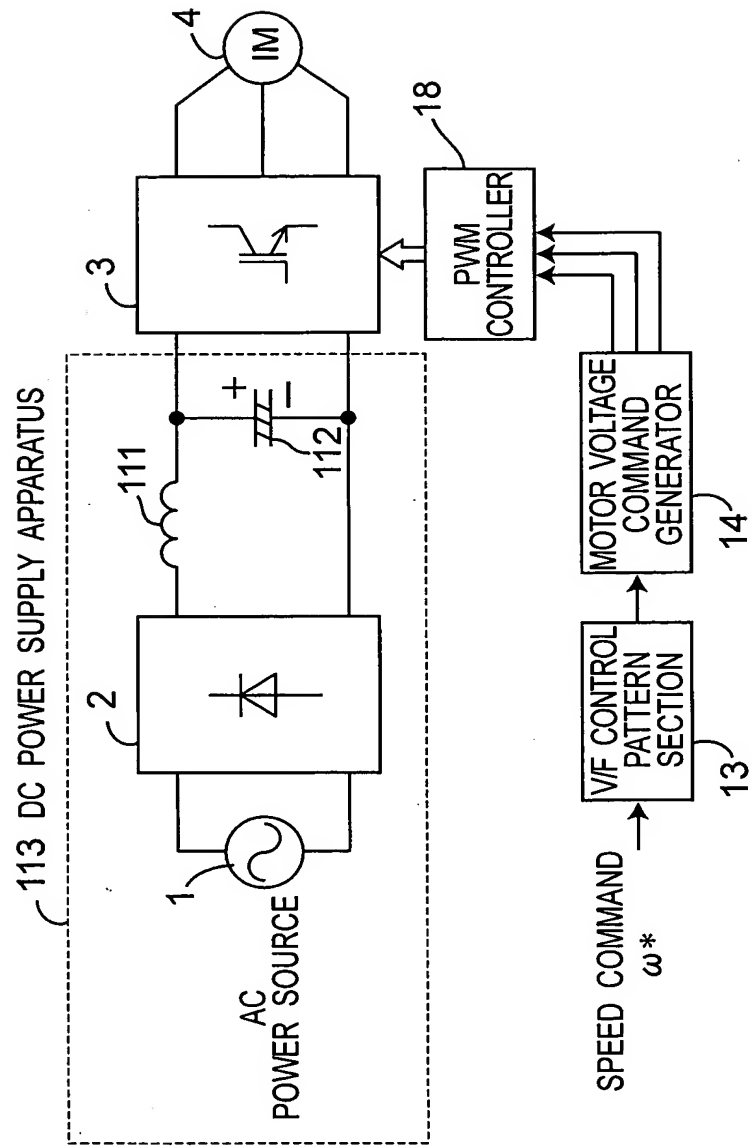 113 DC POWER SUPPLY APPARATUS
1
AC
POWER SOURCE
2
111
+
−
112
3
4
IM
18
PWM
CONTROLLER
SPEED COMMAND
ω*
V/F CONTROL
PATTERN
SECTION
13
MOTOR VOLTAGE
COMMAND
GENERATOR
14